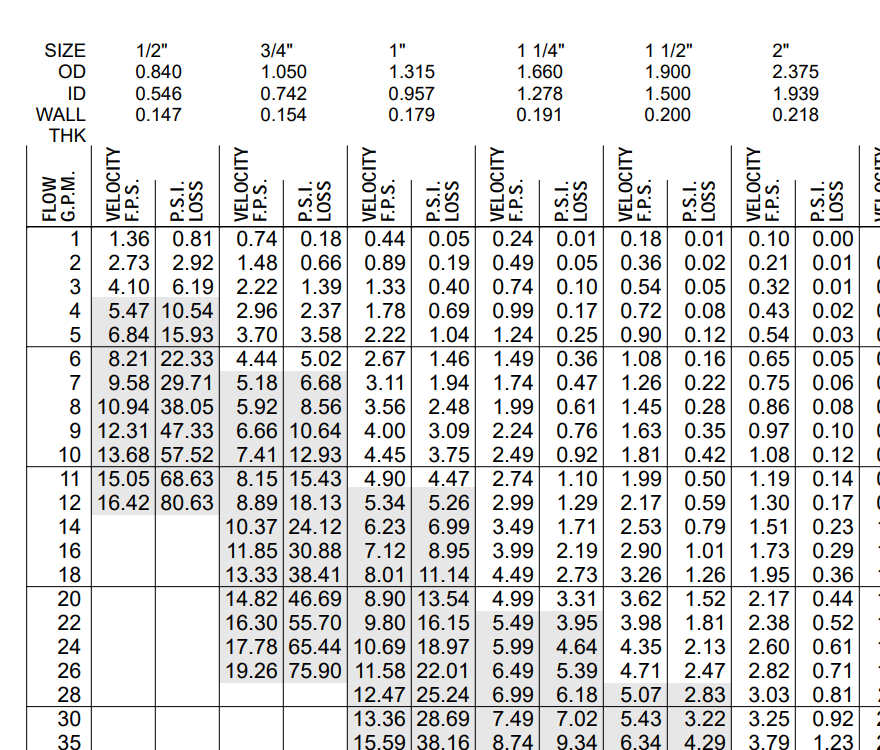 SIZE 1/2" 3/4" 1" 1 1/4" 1 1/2" 2"
OD 0.840 1.050 1.315 1.660 1.900 2.375
ID 0.546 0.742 0.957 1.278 1.500 1.939
WALL 0.147 0.154 0.179 0.191 0.200 0.218
THK
FLOW G.P.M. VELOCITY F.P.S. P.S.I. LOSS VELOCITY F.P.S. P.S.I. LOSS VELOCITY F.P.S. P.S.I. LOSS VELOCITY F.P.S. P.S.I. LOSS VELOCITY F.P.S. P.S.I. LOSS VELOCITY F.P.S. P.S.I. LOSS
1 1.36 0.81 0.74 0.18 0.44 0.05 0.24 0.01 0.18 0.01 0.10 0.00
2 2.73 2.92 1.48 0.66 0.89 0.19 0.49 0.05 0.36 0.02 0.21 0.01
3 4.10 6.19 2.22 1.39 1.33 0.40 0.74 0.10 0.54 0.05 0.32 0.01
4 5.47 10.54 2.96 2.37 1.78 0.69 0.99 0.17 0.72 0.08 0.43 0.02
5 6.84 15.93 3.70 3.58 2.22 1.04 1.24 0.25 0.90 0.12 0.54 0.03
6 8.21 22.33 4.44 5.02 2.67 1.46 1.49 0.36 1.08 0.16 0.65 0.05
7 9.58 29.71 5.18 6.68 3.11 1.94 1.74 0.47 1.26 0.22 0.75 0.06
8 10.94 38.05 5.92 8.56 3.56 2.48 1.99 0.61 1.45 0.28 0.86 0.08
9 12.31 47.33 6.66 10.64 4.00 3.09 2.24 0.76 1.63 0.35 0.97 0.10
10 13.68 57.52 7.41 12.93 4.45 3.75 2.49 0.92 1.81 0.42 1.08 0.12
11 15.05 68.63 8.15 15.43 4.90 4.47 2.74 1.10 1.99 0.50 1.19 0.14
12 16.42 80.63 8.89 18.13 5.34 5.26 2.99 1.29 2.17 0.59 1.30 0.17
14 10.37 24.12 6.23 6.99 3.49 1.71 2.53 0.79 1.51 0.23
16 11.85 30.88 7.12 8.95 3.99 2.19 2.90 1.01 1.73 0.29
18 13.33 38.41 8.01 11.14 4.49 2.73 3.26 1.26 1.95 0.36
20 14.82 46.69 8.90 13.54 4.99 3.31 3.62 1.52 2.17 0.44
22 16.30 55.70 9.80 16.15 5.49 3.95 3.98 1.81 2.38 0.52
24 17.78 65.44 10.69 18.97 5.99 4.64 4.35 2.13 2.60 0.61
26 19.26 75.90 11.58 22.01 6.49 5.39 4.71 2.47 2.82 0.71
28 12.47 25.24 6.99 6.18 5.07 2.83 3.03 0.81
30 13.36 28.69 7.49 7.02 5.43 3.22 3.25 0.92
35 15.59 38.16 8.74 9.34 6.34 4.29 3.79 1.23